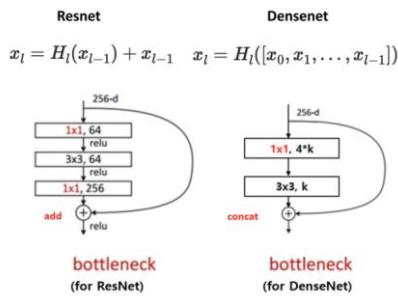 Resnet
x_l = H_l(x_{l-1}) + x_{l-1}
256-d
1x1, 64
relu
3x3, 64
relu
1x1, 256
add
+
relu
bottleneck
(for ResNet)
Densenet
x_l = H_l([x_0, x_1, . . . , x_{l-1}])
256-d
1x1, 4*k
3x3, k
concat
+
bottleneck
(for DenseNet)